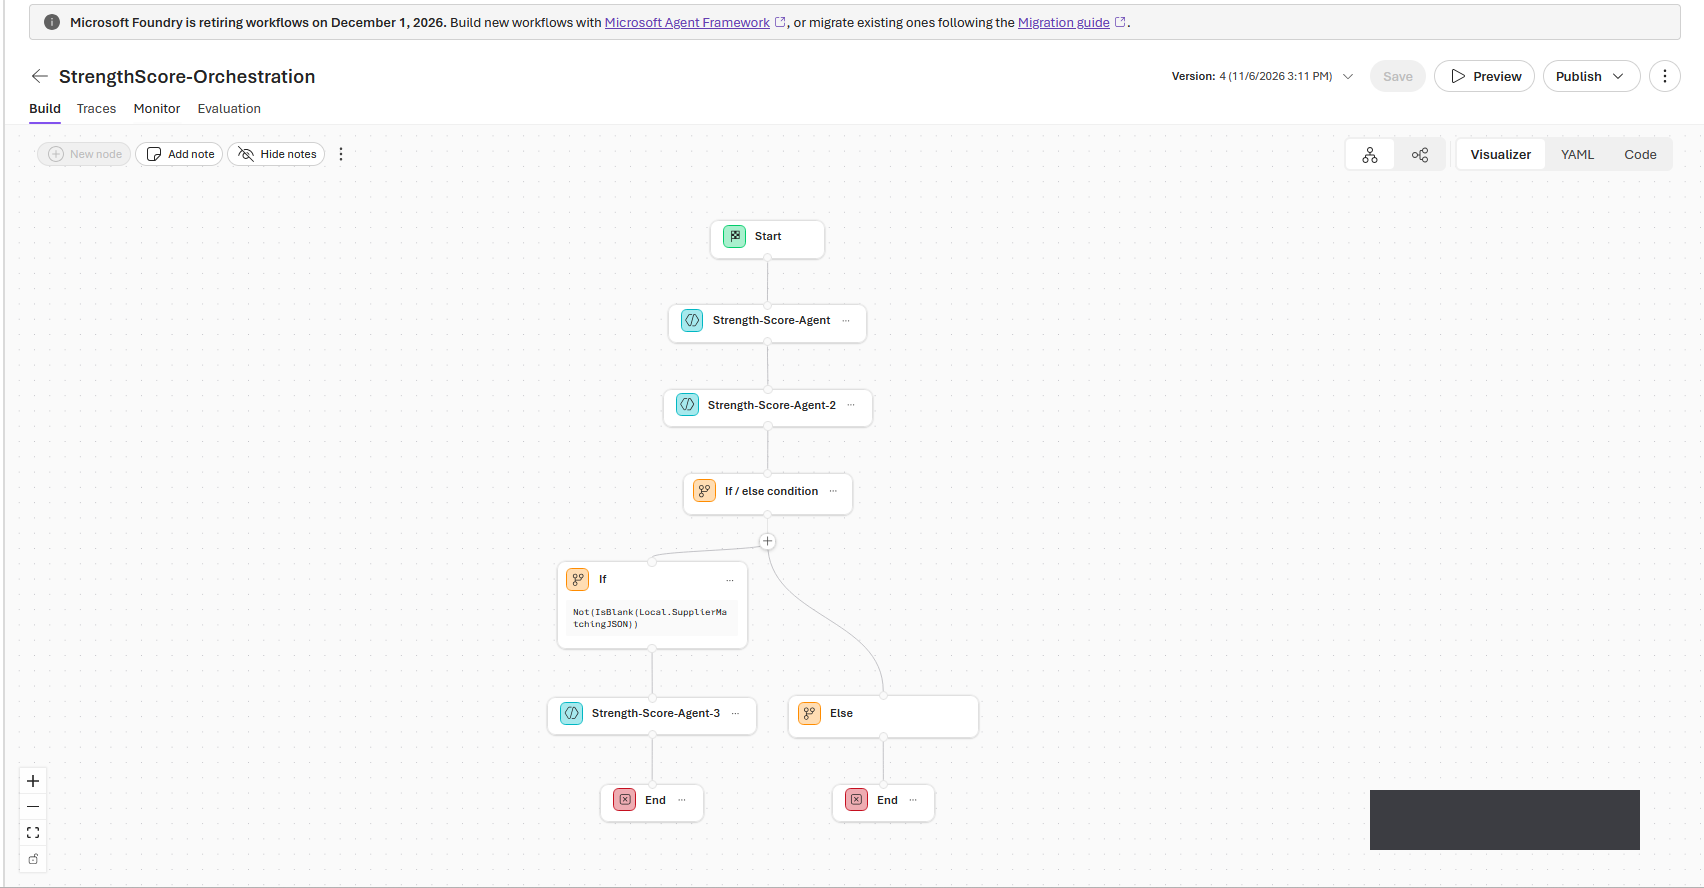 Microsoft Foundry is retiring workflows on December 1, 2026. Build new workflows with Microsoft Agent Framework, or migrate existing ones following the Migration guide.
StrengthScore-Orchestration
Version: 4 (11/6/2026 3:11 PM)
Save
Preview
Publish
Build
Traces
Monitor
Evaluation
New node
Add note
Hide notes
Visualizer
YAML
Code
Start
Strength-Score-Agent
Strength-Score-Agent-2
If / else condition
If
Not(IsBlank(Local.SupplierMa
tchingJSON))
Strength-Score-Agent-3
Else
End
End